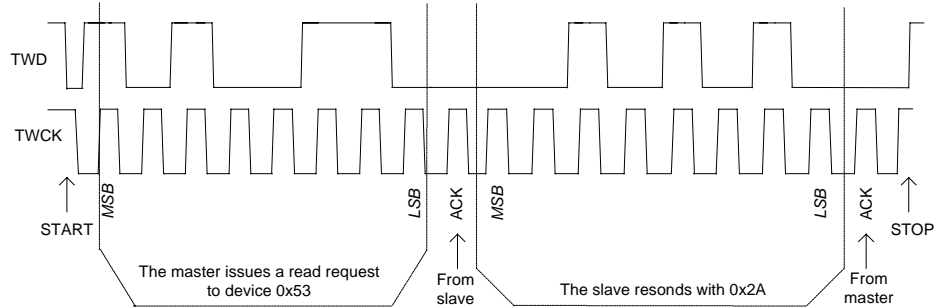 TWD
TWCK
MSB
LSB
ACK
MSB
LSB
ACK
START
STOP
The master issues a read request
to device 0x53
From
slave
The slave resonds with 0x2A
From
master